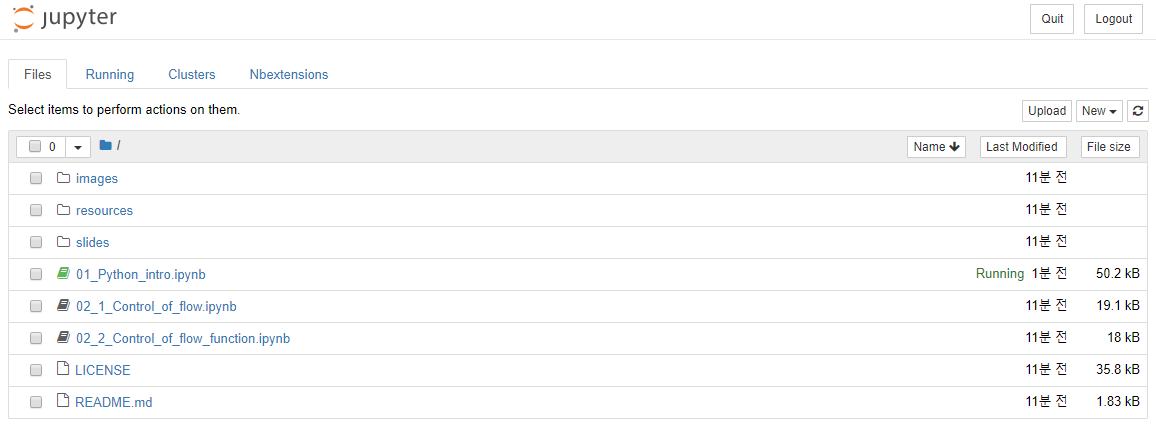 jupyter Quit Logout
Files Running Clusters Nbextensions
Select items to perform actions on them. Upload New
0 / Name Last Modified File size
images 11분 전
resources 11분 전
slides 11분 전
01_Python_intro.ipynb Running 1분 전 50.2 kB
02_1_Control_of_flow.ipynb 11분 전 19.1 kB
02_2_Control_of_flow_function.ipynb 11분 전 18 kB
LICENSE 11분 전 35.8 kB
README.md 11분 전 1.83 kB